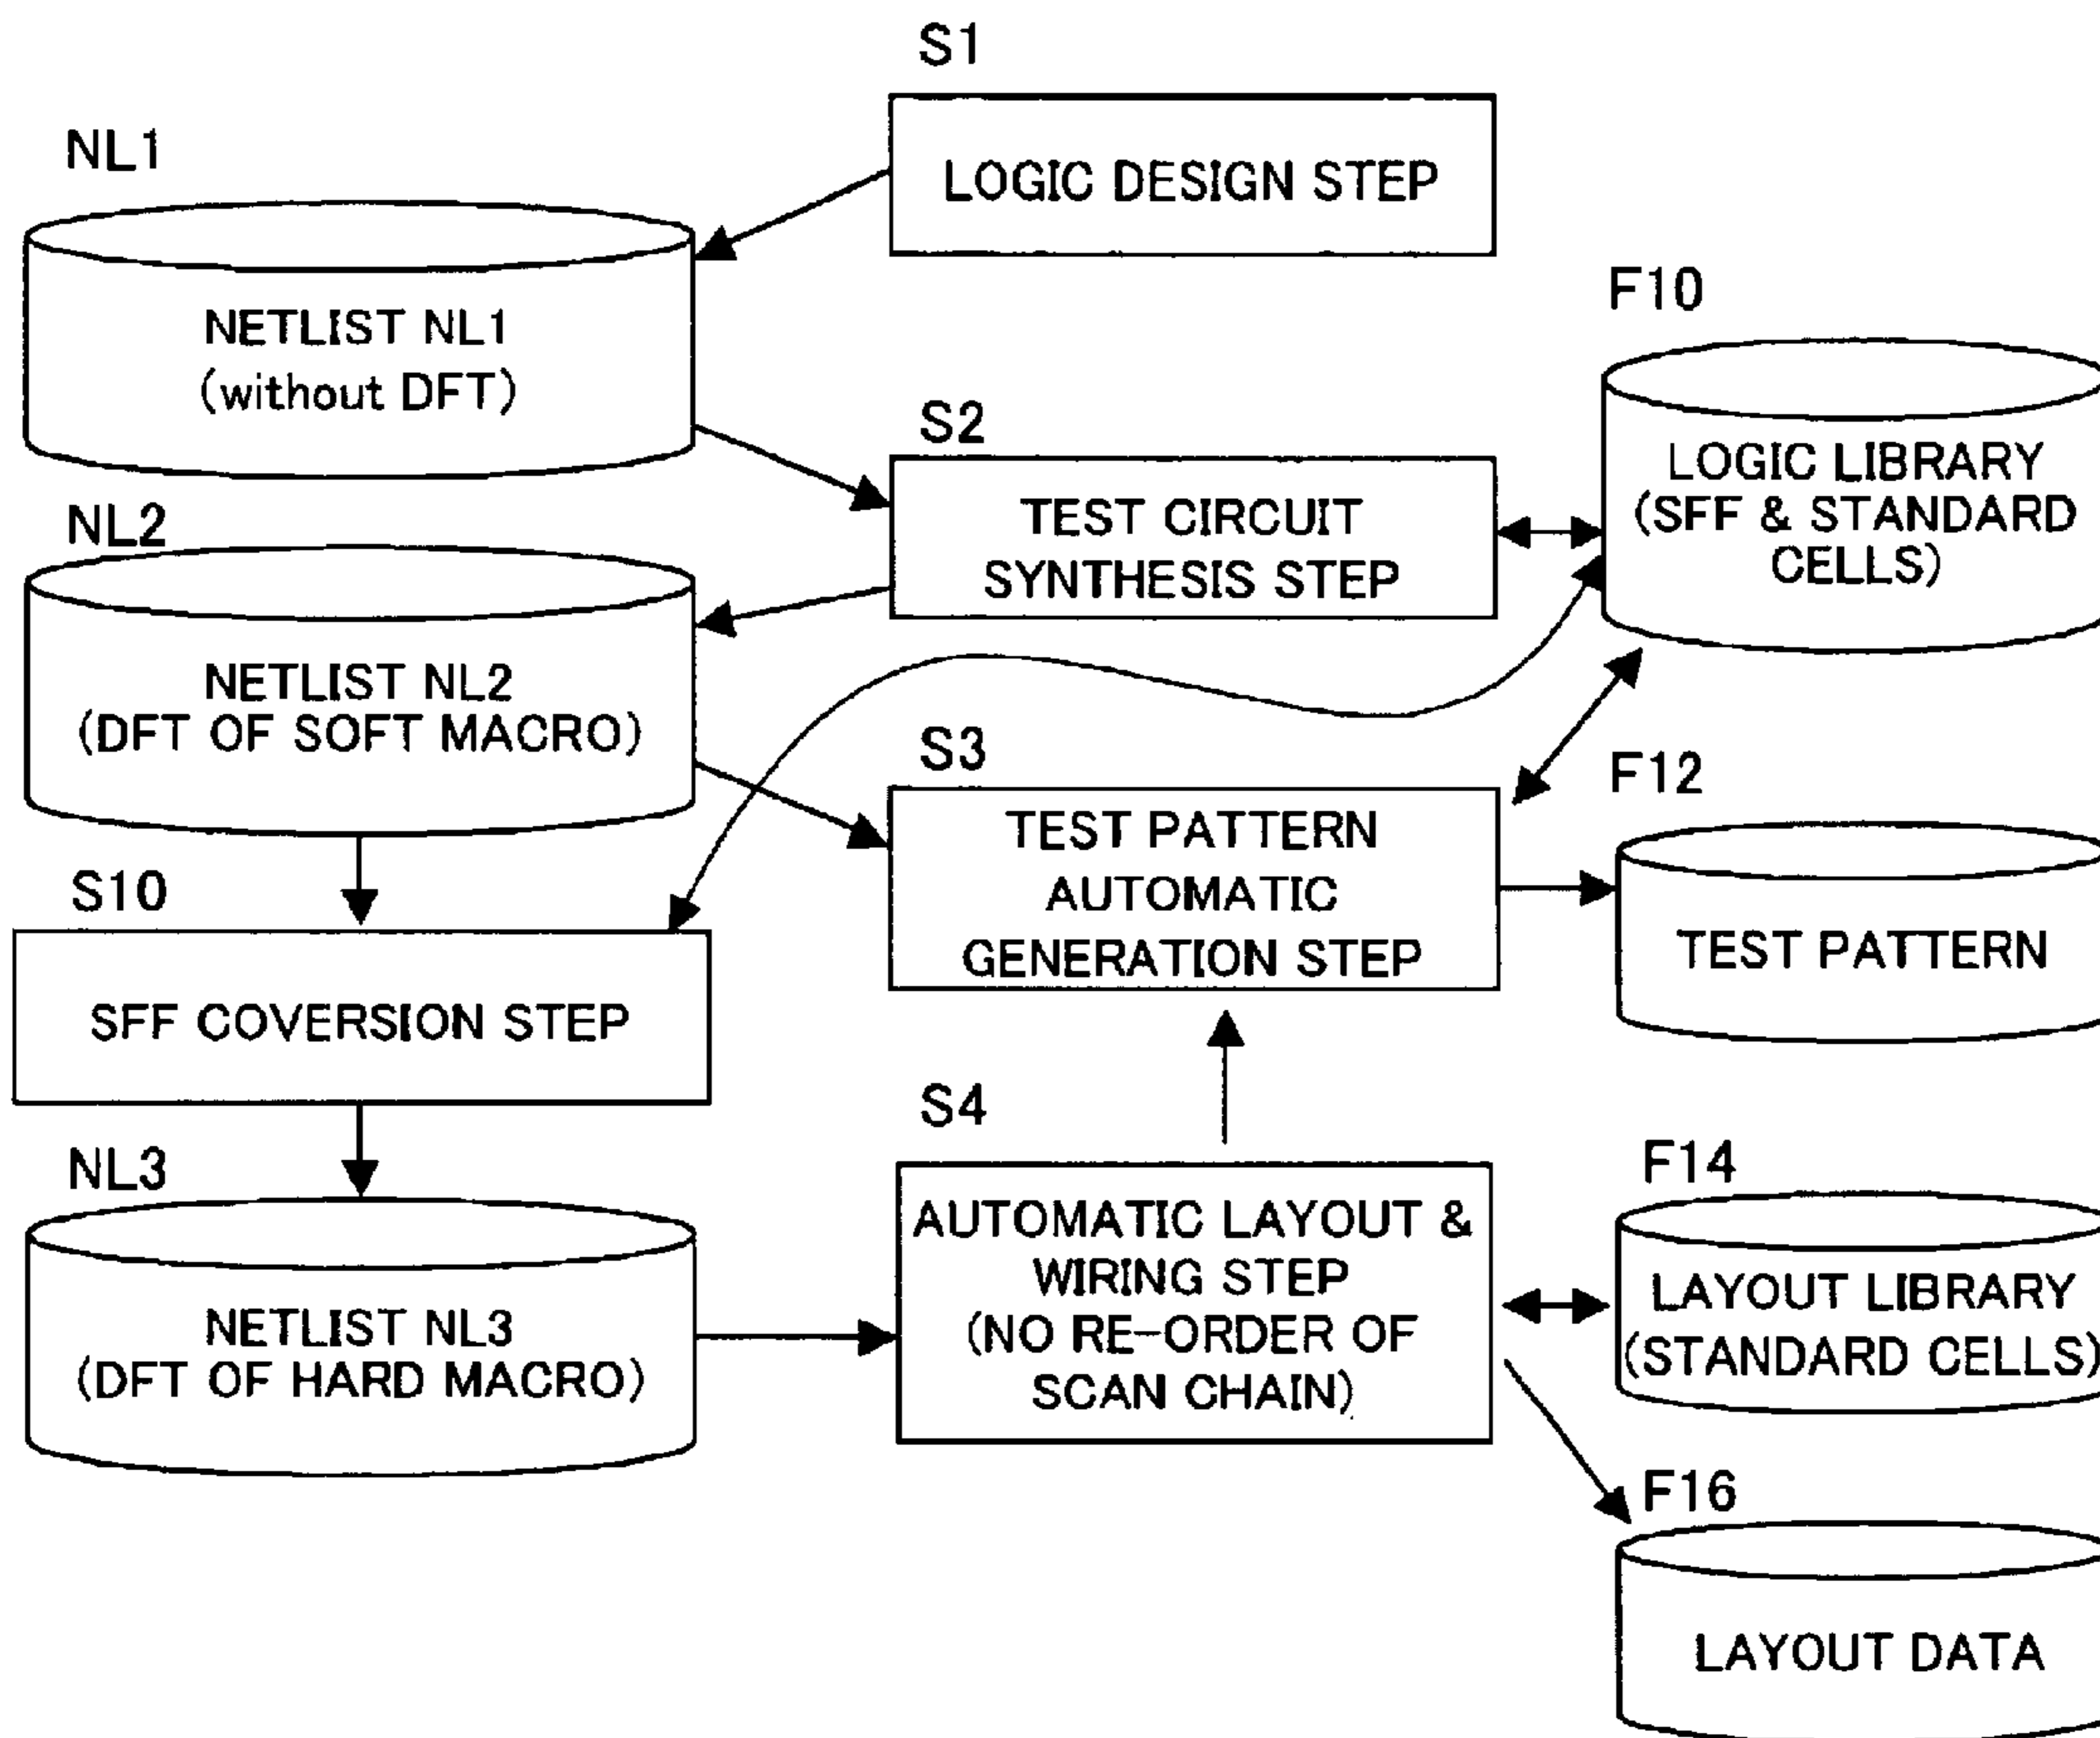 S1
LOGIC DESIGN STEP
NL1
NETLIST NL1
(without DFT)
F10
LOGIC LIBRARY
(SFF & STANDARD
CELLS)
S2
TEST CIRCUIT
SYNTHESIS STEP
NL2
NETLIST NL2
(DFT OF SOFT MACRO)
S3
TEST PATTERN
AUTOMATIC
GENERATION STEP
F12
TEST PATTERN
S10
SFF COVERSION STEP
S4
AUTOMATIC LAYOUT &
WIRING STEP
(NO RE-ORDER OF
SCAN CHAIN)
NL3
NETLIST NL3
(DFT OF HARD MACRO)
F14
LAYOUT LIBRARY
(STANDARD CELLS)
F16
LAYOUT DATA